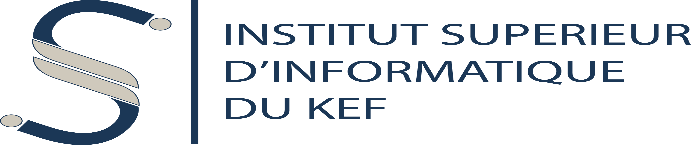 INSTITUT SUPERIEUR
D'INFORMATIQUE
DU KEF